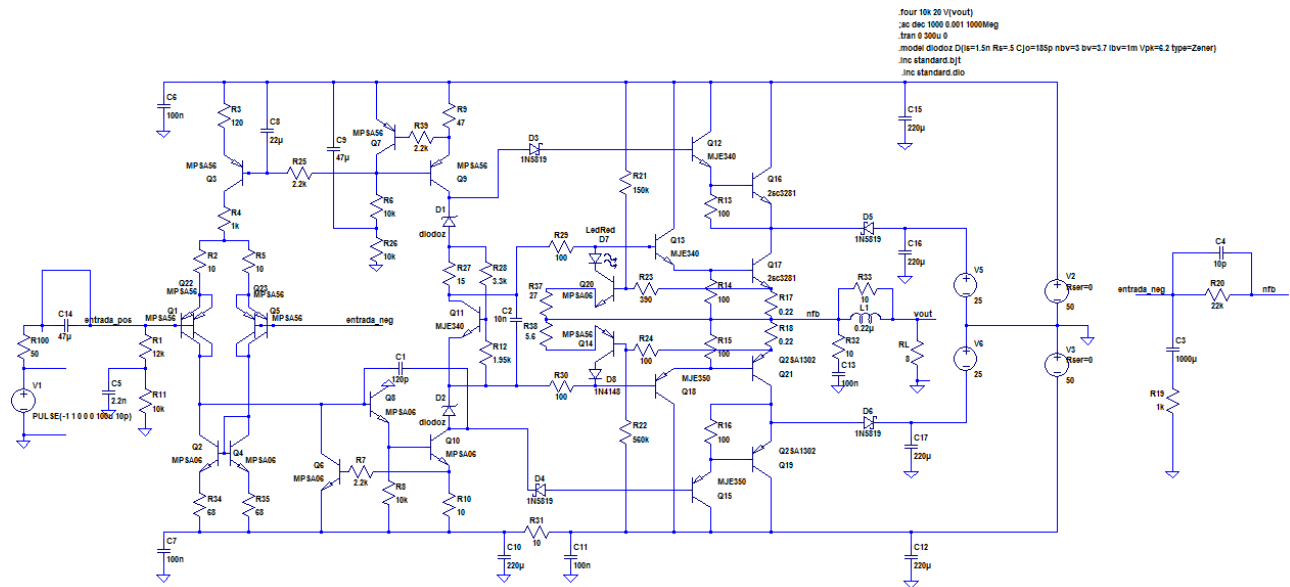 .four 10k 20 V(vout)
;ac dec 1000 0.001 1000Meg
.tran 0 300u 0
.model diodoz D(Is=1.5n Rs=.5 Cjo=185p nbv=3 bv=3.7 Ibv=1m Vpk=6.2 type=Zener)
.inc standard.bjt
.inc standard.dio
C6
100n
R3
120
C8
22µ
C9
47µ
MPSA56
Q7
R39
2.2k
R9
47
MPSA56
Q3
R25
2.2k
MPSA56
Q9
D3
1N5819
Q12
MJE340
C15
220µ
R4
1k
R6
10k
R26
10k
D1
diodoz
R21
150k
R13
100
Q16
2sc3281
D5
1N5819
C16
220µ
V5
25
V2
Rser=0
50
R2
10
R5
10
Q22
MPSA56
Q23
MPSA56
Q1
MPSA56
Q5
MPSA56
R27
15
R28
3.3k
R29
100
LedRed
D7
Q13
MJE340
Q20
MPSA06
R23
390
Q17
2sc3281
R37
27
R14
100
R17
0.22
R33
10
L1
0.22µ
nfb
vout
C4
10p
R20
22k
entrada_neg
nfb
C14
47µ
entrada_pos
entrada_neg
R100
50
R1
12k
C5
2.2n
R11
10k
V1
PULSE(-1 1 0 0 0 100u 10p)
Q11
MJE340
C2
10n
R12
1.95k
R38
5.6
MPSA56
Q14
R24
100
R15
100
R18
0.22
R32
10
C13
100n
RL
8
V6
25
V3
Rser=0
50
C3
1000µ
R19
1k
C1
120p
Q8
MPSA06
D2
diodoz
R30
100
D8
1N4148
MJE350
Q18
Q2SA1302
Q21
Q2
MPSA06
Q4
MPSA06
Q6
MPSA06
R7
2.2k
Q10
MPSA06
R22
560k
R16
100
D6
1N5819
C17
220µ
R34
68
R35
68
R8
10k
R10
10
D4
1N5819
MJE350
Q15
Q2SA1302
Q19
C7
100n
C10
220µ
R31
10
C11
100n
C12
220µ